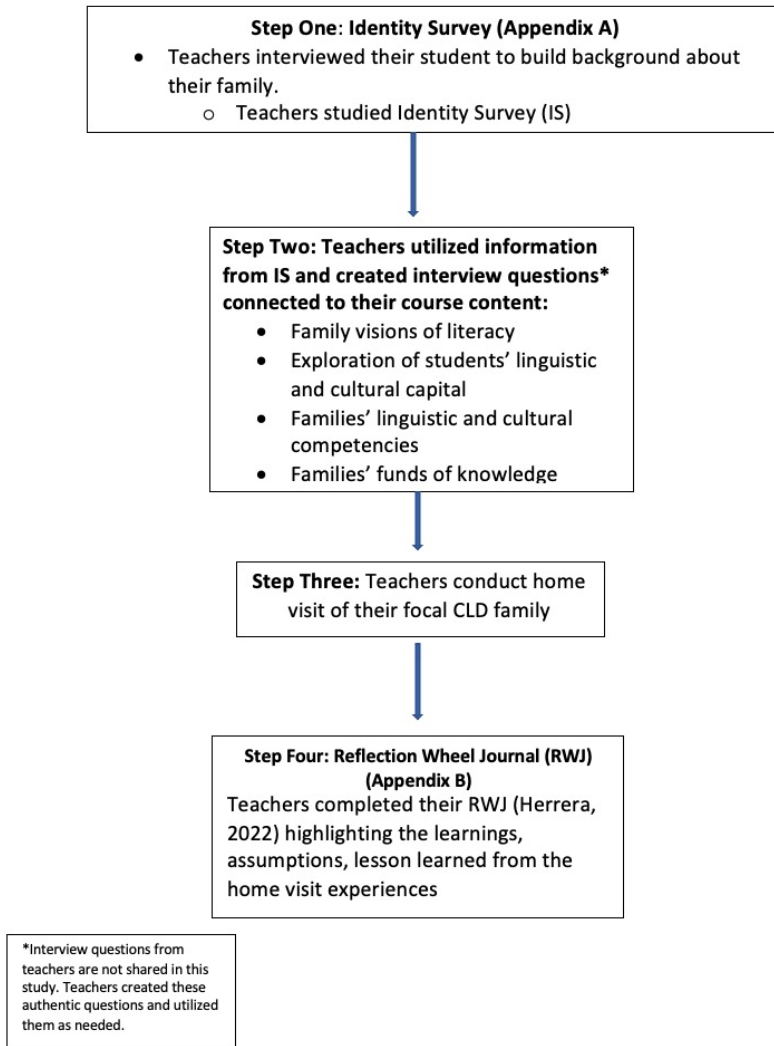 Step One: Identity Survey (Appendix A)
• Teachers interviewed their student to build background about
their family.
o Teachers studied Identity Survey (IS)
Step Two: Teachers utilized information
from IS and created interview questions*
connected to their course content:
• Family visions of literacy
• Exploration of students’ linguistic
and cultural capital
• Families’ linguistic and cultural
competencies
• Families’ funds of knowledge
Step Three: Teachers conduct home
visit of their focal CLD family
Step Four: Reflection Wheel Journal (RWJ)
(Appendix B)
Teachers completed their RWJ (Herrera,
2022) highlighting the learnings,
assumptions, lesson learned from the
home visit experiences
*Interview questions from
teachers are not shared in this
study. Teachers created these
authentic questions and utilized
them as needed.